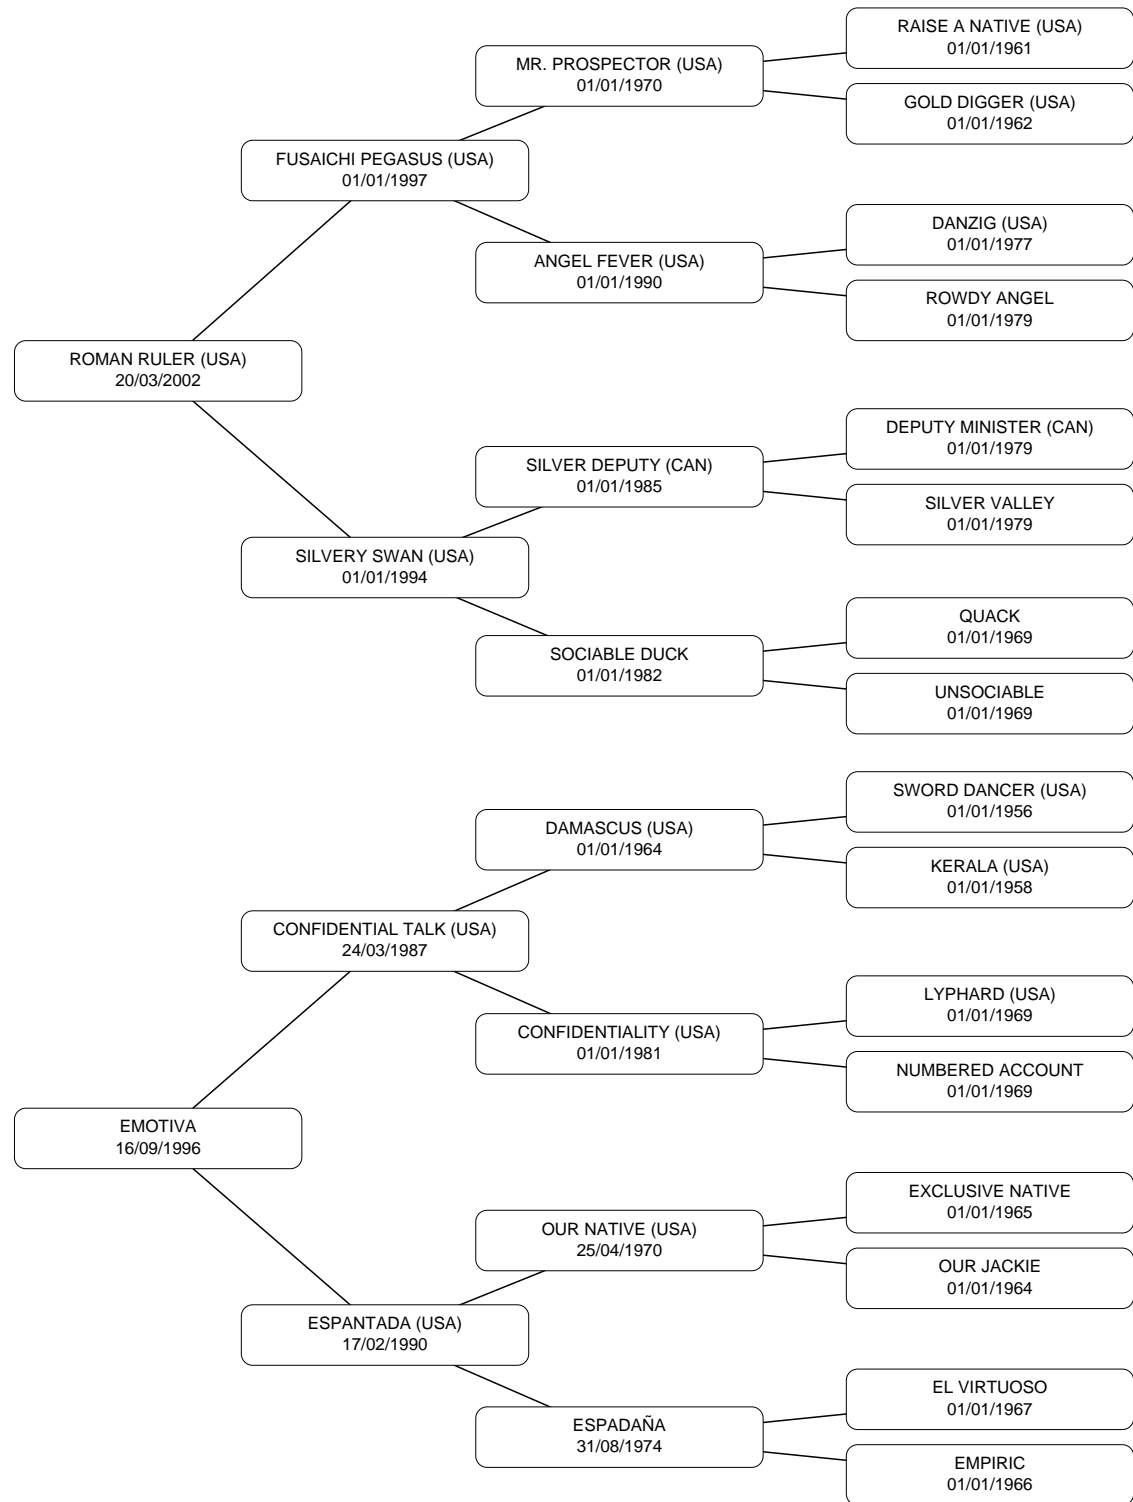 RAISE A NATIVE (USA)
01/01/1961
MR. PROSPECTOR (USA)
01/01/1970
GOLD DIGGER (USA)
01/01/1962
FUSAICHI PEGASUS (USA)
01/01/1997
DANZIG (USA)
01/01/1977
ANGEL FEVER (USA)
01/01/1990
ROWDY ANGEL
01/01/1979
ROMAN RULER (USA)
20/03/2002
DEPUTY MINISTER (CAN)
01/01/1979
SILVER DEPUTY (CAN)
01/01/1985
SILVER VALLEY
01/01/1979
SILVERY SWAN (USA)
01/01/1994
QUACK
01/01/1969
SOCIABLE DUCK
01/01/1982
UNSOCIABLE
01/01/1969
SWORD DANCER (USA)
01/01/1956
DAMASCUS (USA)
01/01/1964
KERALA (USA)
01/01/1958
CONFIDENTIAL TALK (USA)
24/03/1987
LYPHARD (USA)
01/01/1969
CONFIDENTIALITY (USA)
01/01/1981
NUMBERED ACCOUNT
01/01/1969
EMOTIVA
16/09/1996
EXCLUSIVE NATIVE
01/01/1965
OUR NATIVE (USA)
25/04/1970
OUR JACKIE
01/01/1964
ESPANTADA (USA)
17/02/1990
EL VIRTUOSO
01/01/1967
ESPADAÑA
31/08/1974
EMPIRIC
01/01/1966